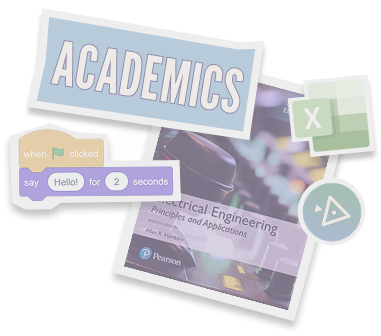 ACADEMICS
when clicked
say Hello! for 2 seconds
X
Electrical Engineering
Principles and Applications
Allan R. Hambley
Pearson